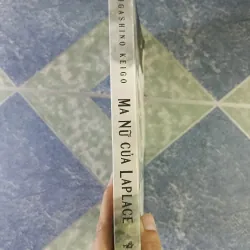 HIGASHINO KEIGO
MA NỮ CỦA LAPLACE